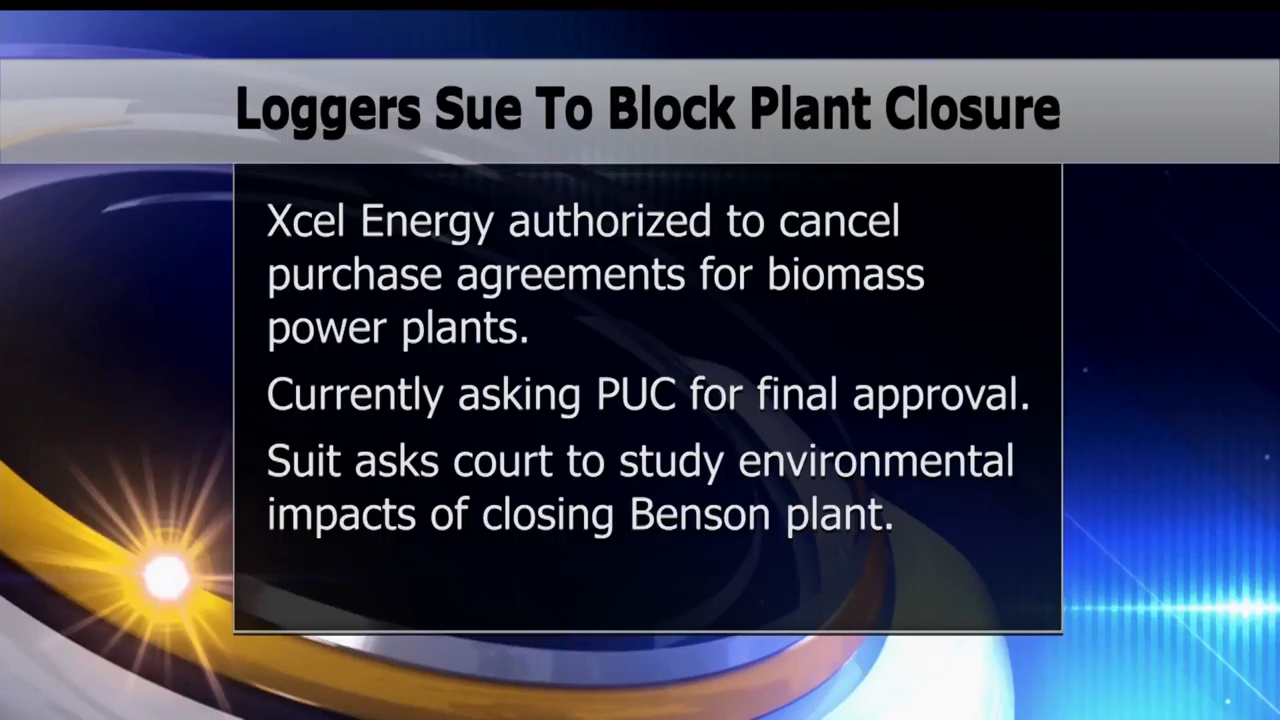 Loggers Sue To Block Plant Closure
Xcel Energy authorized to cancel
purchase agreements for biomass
power plants.
Currently asking PUC for final approval.
Suit asks court to study environmental
impacts of closing Benson plant.